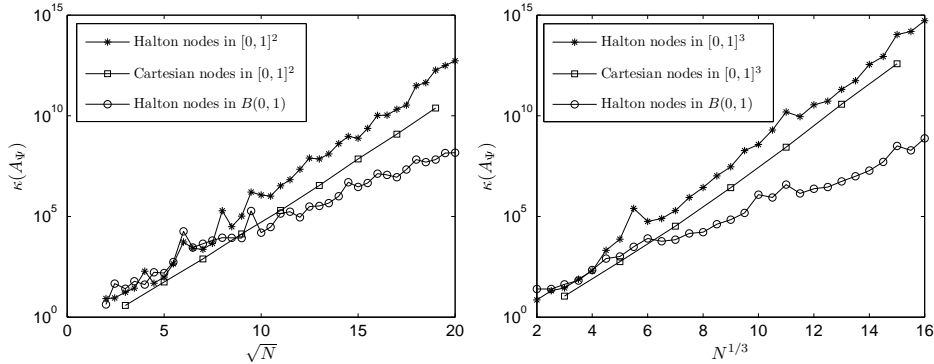 10^15
10^10
10^5
10^0
κ(A_Ψ)
Halton nodes in [0, 1]^2
Cartesian nodes in [0, 1]^2
Halton nodes in B(0, 1)
0 5 10 15 20
√N
10^15
10^10
10^5
10^0
κ(A_Ψ)
Halton nodes in [0, 1]^3
Cartesian nodes in [0, 1]^3
Halton nodes in B(0, 1)
2 4 6 8 10 12 14 16
N^{1/3}